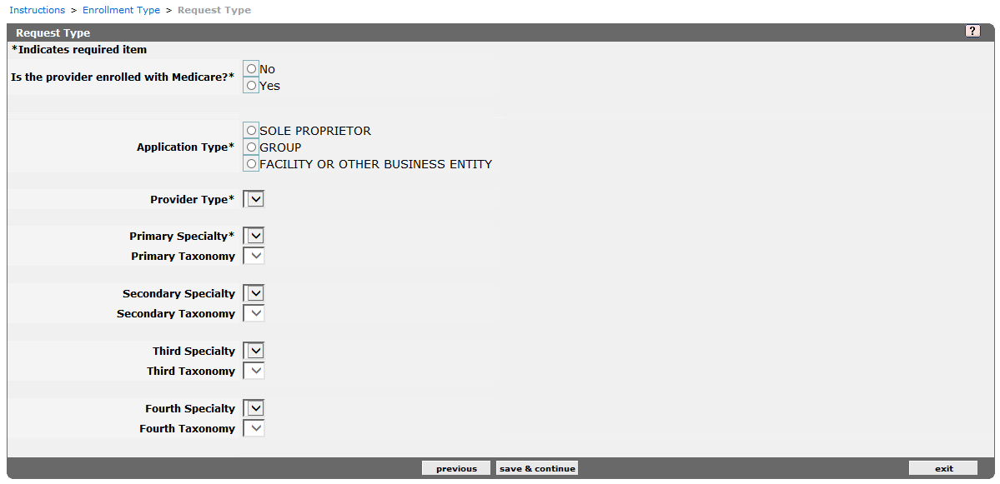 Instructions > Enrollment Type > Request Type
Request Type ?
*Indicates required item
Is the provider enrolled with Medicare?*
No
Yes
Application Type*
SOLE PROPRIETOR
GROUP
FACILITY OR OTHER BUSINESS ENTITY
Provider Type*
Primary Specialty*
Primary Taxonomy
Secondary Specialty
Secondary Taxonomy
Third Specialty
Third Taxonomy
Fourth Specialty
Fourth Taxonomy
previous save & continue exit